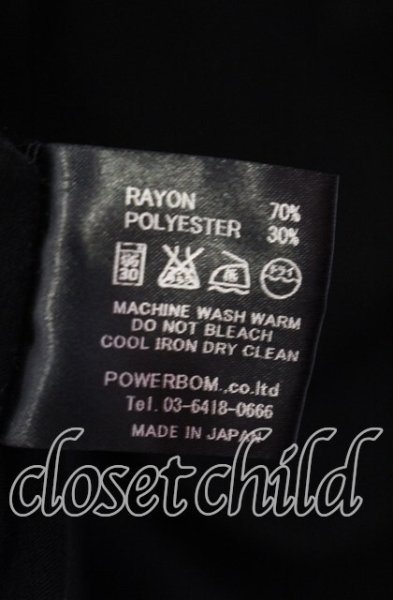 RAYON 70%
POLYESTER 30%
30
MACHINE WASH WARM
DO NOT BLEACH
COOL IRON DRY CLEAN
POWERBOM.,co.ltd
Tel. 03-6418-0666
MADE IN JAPAN
closet child